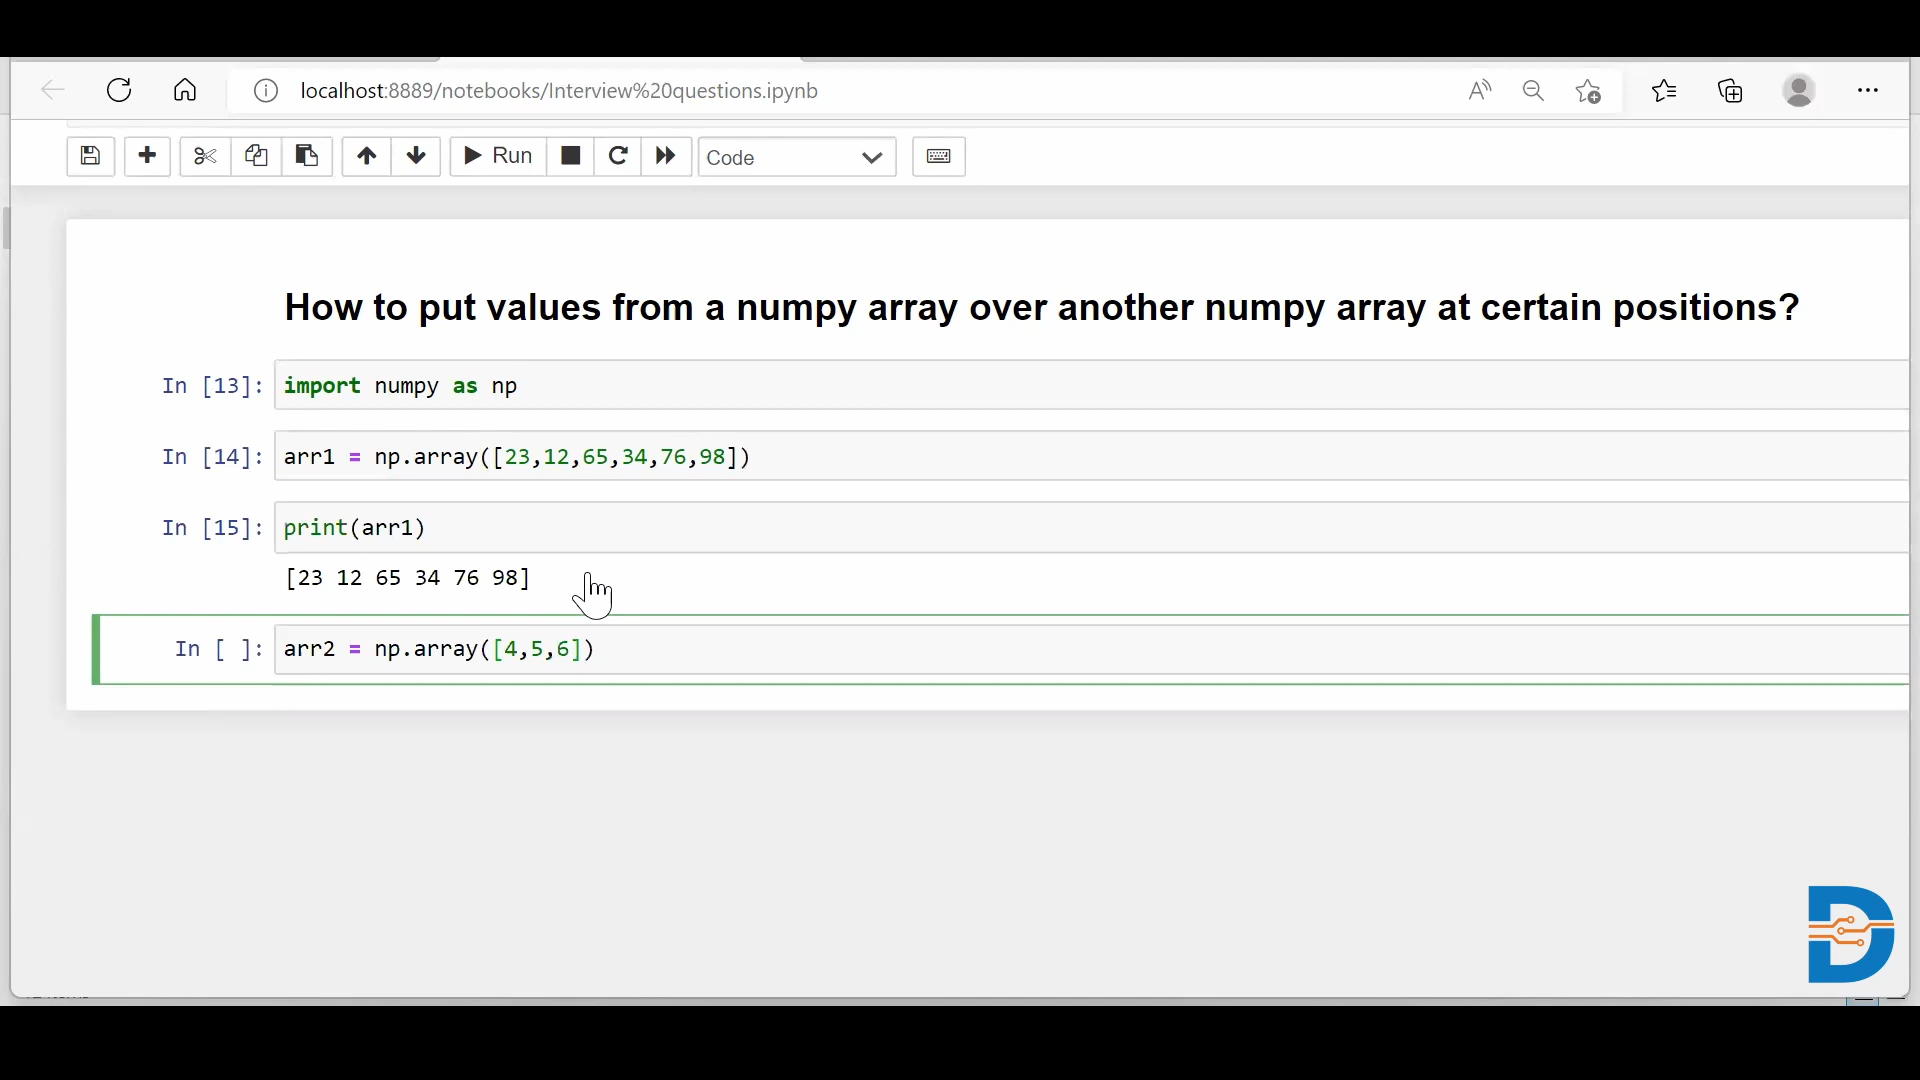 localhost:8889/notebooks/Interview%20questions.ipynb
Run
Code
How to put values from a numpy array over another numpy array at certain positions?
In [13]: import numpy as np
In [14]: arr1 = np.array([23,12,65,34,76,98])
In [15]: print(arr1)
[23 12 65 34 76 98]
In [ ]: arr2 = np.array([4,5,6])